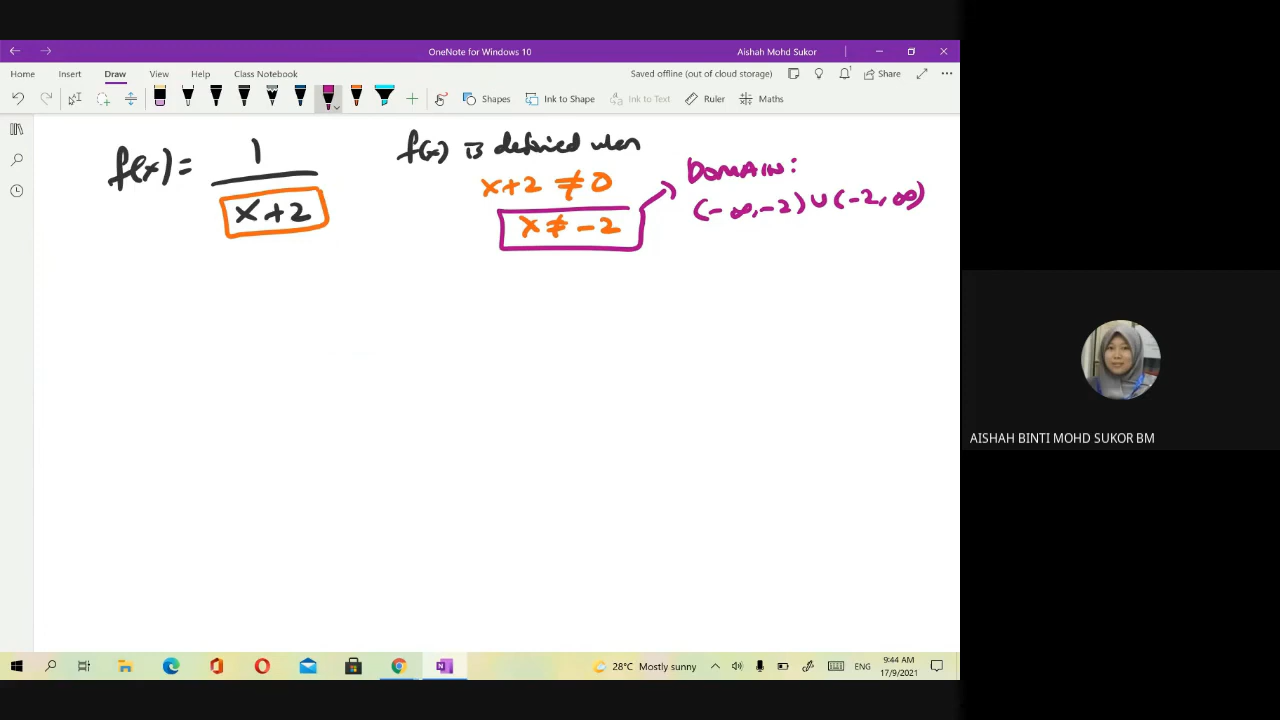 OneNote for Windows 10
Aishah Mohd Sukor
Home Insert Draw View Help Class Notebook
Saved offline (out of cloud storage)
Share
Shapes Ink to Shape Ink to Text Ruler Maths
f(x) = 1 / x+2
f(x) is defined when
x+2 ≠ 0
x ≠ -2
DOMAIN:
(-∞,-2)∪(-2,∞)
AISHAH BINTI MOHD SUKOR BM
28°C Mostly sunny
ENG
9:44 AM
17/9/2021